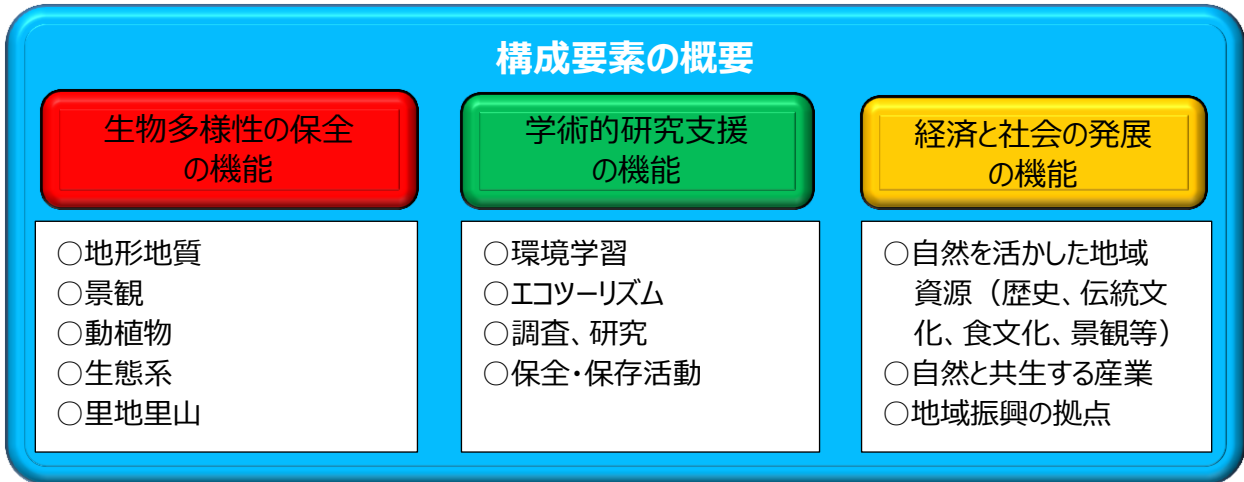 構成要素の概要
生物多様性の保全
の機能
○地形地質
○景観
○動植物
○生態系
○里地里山
学術的研究支援
の機能
○環境学習
○エコツーリズム
○調査、研究
○保全・保存活動
経済と社会の発展
の機能
○自然を活かした地域
資源（歴史、伝統文
化、食文化、景観等）
○自然と共生する産業
○地域振興の拠点